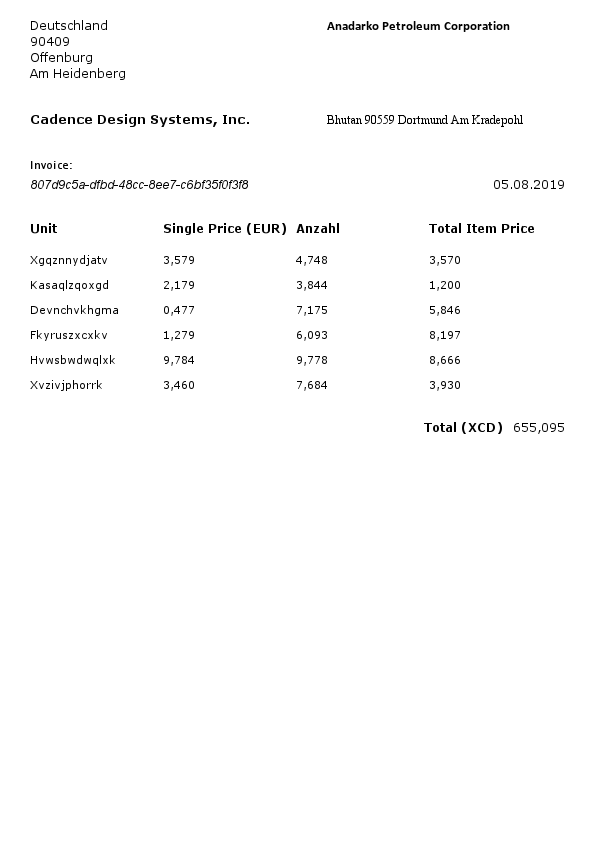 Deutschland
90409
Offenburg
Am Heidenberg
Anadarko Petroleum Corporation
Cadence Design Systems, Inc.
Bhutan 90559 Dortmund Am Kradepohl
Invoice:
807d9c5a-dfbd-48cc-8ee7-c6bf35f0f3f8
05.08.2019
Unit Single Price (EUR) Anzahl Total Item Price
Xgqznnydjatv 3,579 4,748 3,570
Kasaqlzqoxgd 2,179 3,844 1,200
Devnchvkhgma 0,477 7,175 5,846
Fkyruszxcxkv 1,279 6,093 8,197
Hvwsbwdwqlxk 9,784 9,778 8,666
Xvzivjphorrk 3,460 7,684 3,930
Total (XCD) 655,095